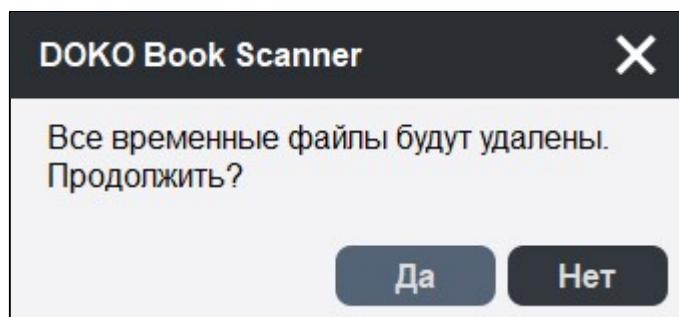 DOKO Book Scanner
Все временные файлы будут удалены.
Продолжить?
Да Нет